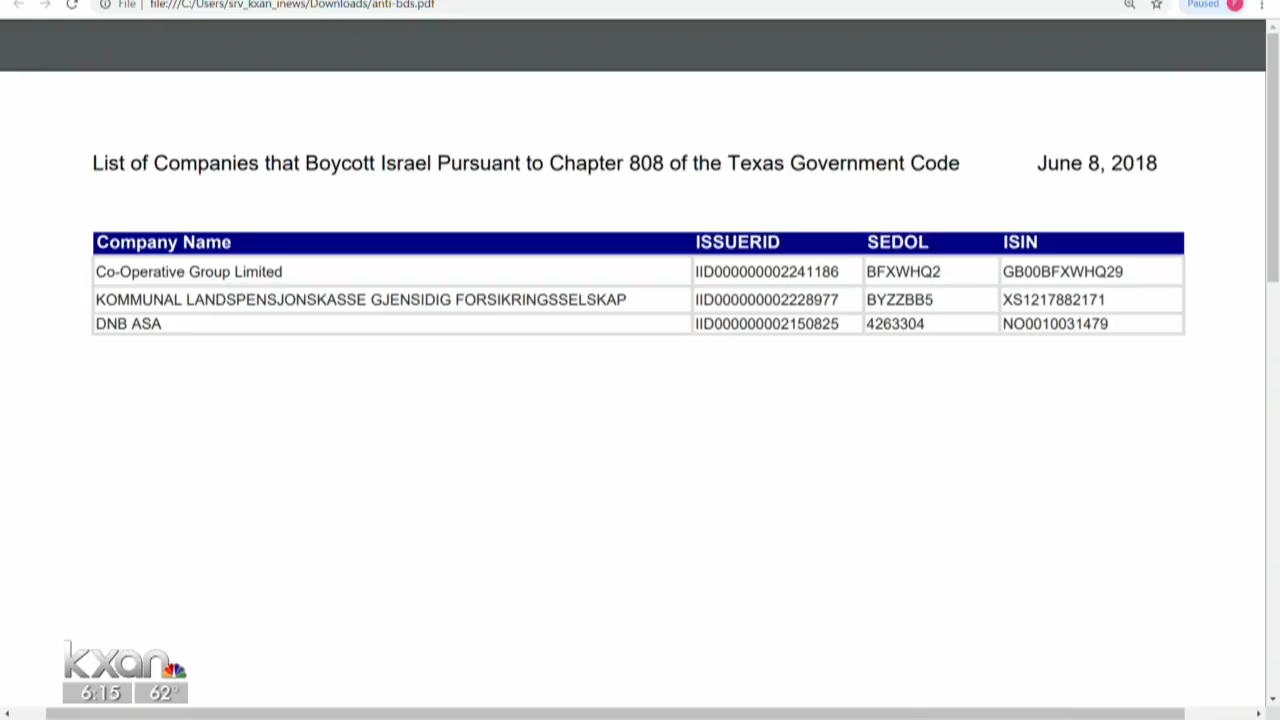 File | file:///C:/Users/srv_kxan_inews/Downloads/anti-bds.pdf Paused
List of Companies that Boycott Israel Pursuant to Chapter 808 of the Texas Government Code June 8, 2018
Company Name ISSUERID SEDOL ISIN
Co-Operative Group Limited IID000000002241186 BFXWHQ2 GB00BFXWHQ29
KOMMUNAL LANDSPENSJONSKASSE GJENSIDIG FORSIKRINGSSELSKAP IID000000002228977 BYZZBB5 XS1217882171
DNB ASA IID000000002150825 4263304 NO0010031479
kxan
6:15 62°